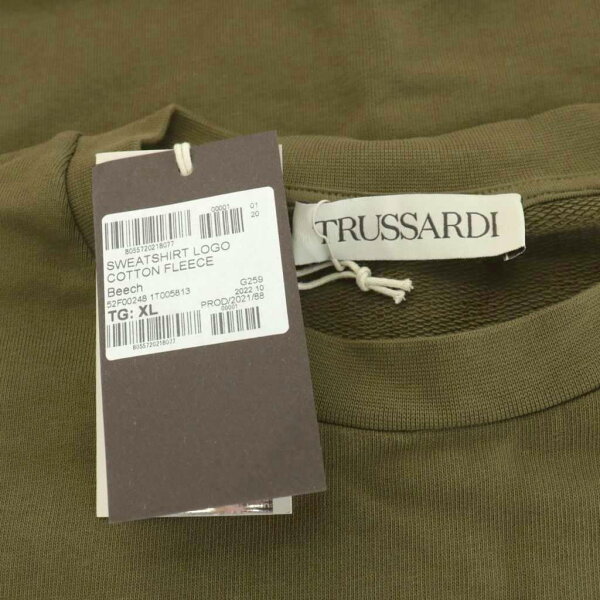 TRUSSARDI
00001
01
20
8055720218077
SWEATSHIRT LOGO
COTTON FLEECE
Beech
G259
52F00248 1T005813
2022 10
TG: XL
PROD/2021/88
00001
8055720218077